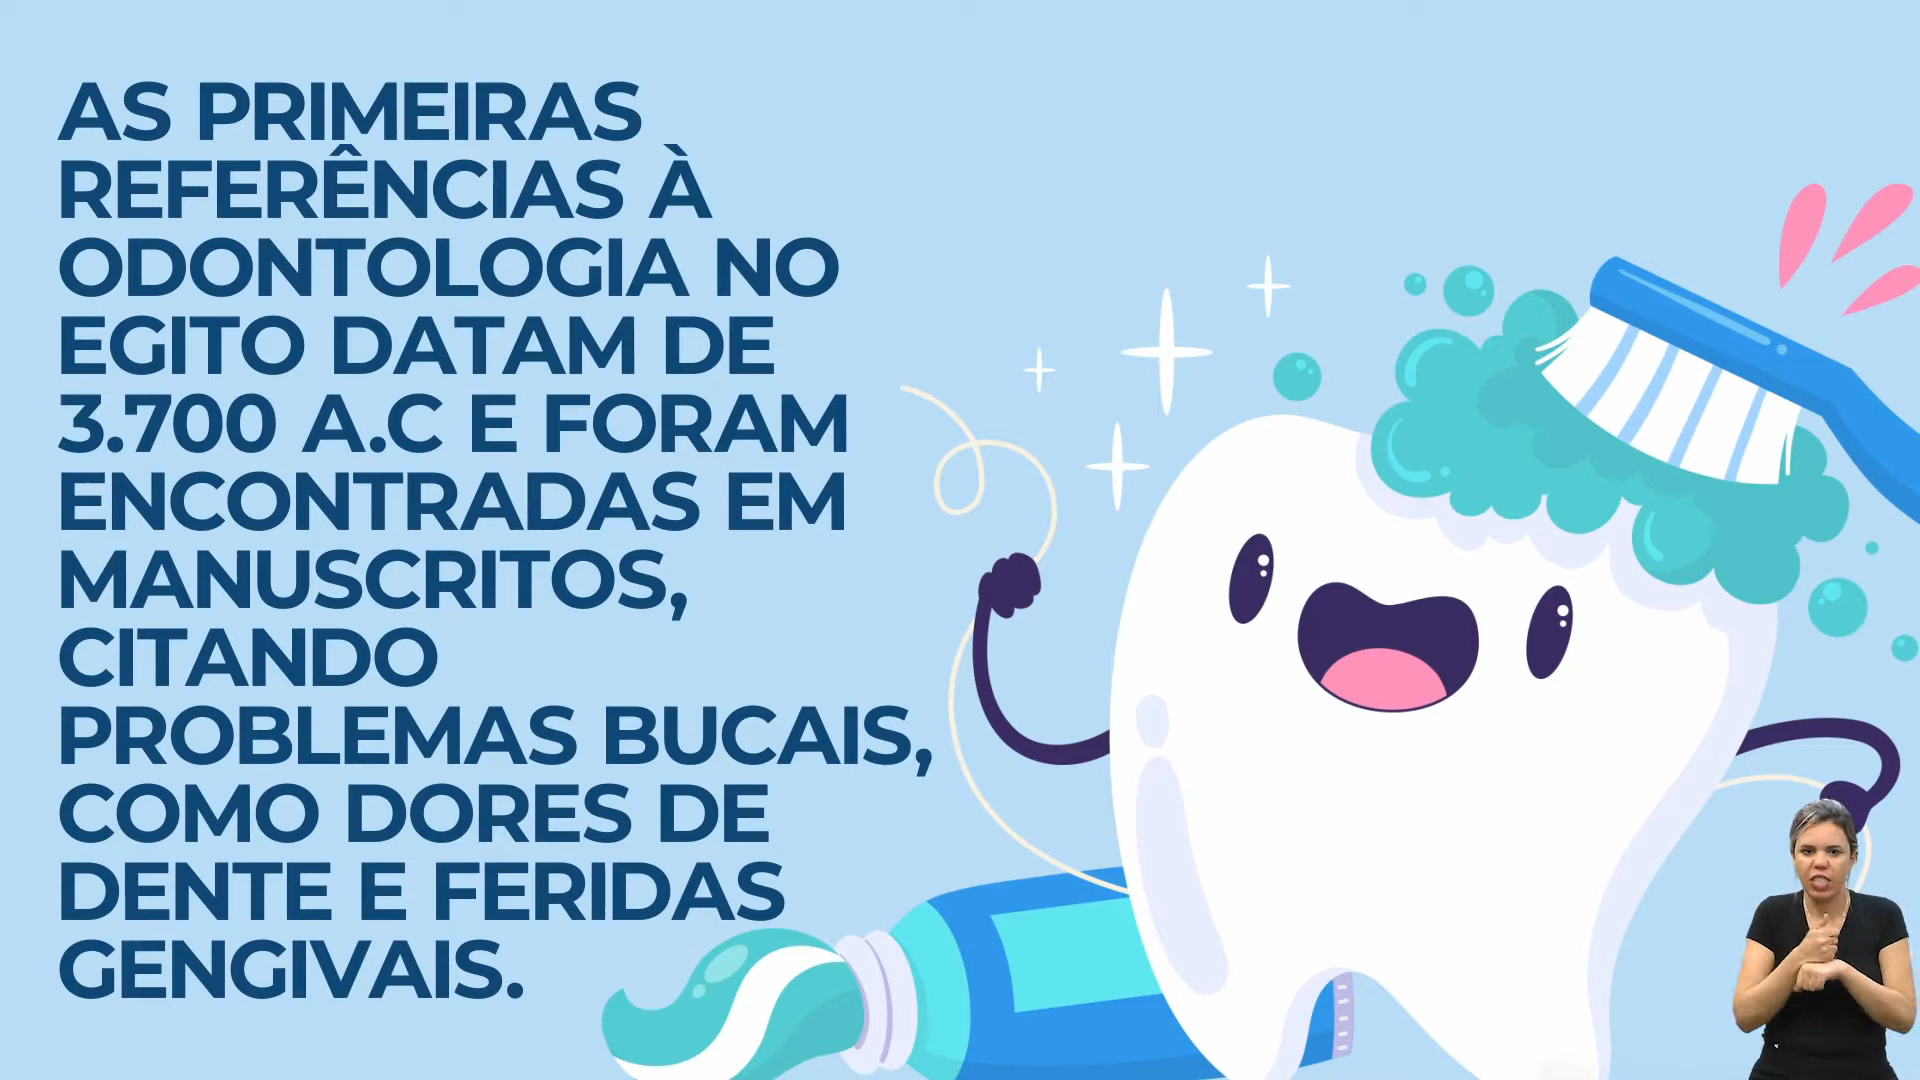 AS PRIMEIRAS
REFERÊNCIAS À
ODONTOLOGIA NO
EGITO DATAM DE
3.700 A.C E FORAM
ENCONTRADAS EM
MANUSCRITOS,
CITANDO
PROBLEMAS BUCAIS,
COMO DORES DE
DENTE E FERIDAS
GENGIVAIS.